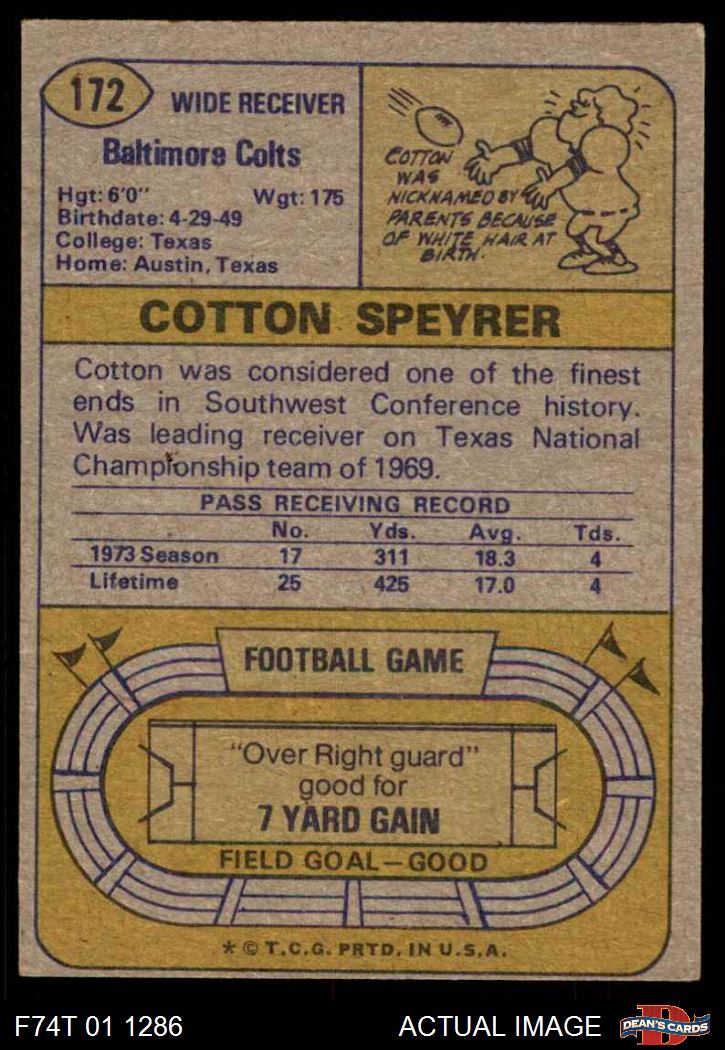 172
WIDE RECEIVER
Baltimore Colts
Hgt: 6'0" Wgt: 175
Birthdate: 4-29-49
College: Texas
Home: Austin, Texas
COTTON
WAS
NICKNAMED BY
PARENTS BECAUSE
OF WHITE HAIR AT
BIRTH.
COTTON SPEYRER
Cotton was considered one of the finest
ends in Southwest Conference history.
Was leading receiver on Texas National
Championship team of 1969.
PASS RECEIVING RECORD
No. Yds. Avg. Tds.
1973 Season 17 311 18.3 4
Lifetime 25 425 17.0 4
FOOTBALL GAME
"Over Right guard"
good for
7 YARD GAIN
FIELD GOAL—GOOD
* © T.C.G. PRTD. IN U.S.A.
F74T 01 1286 ACTUAL IMAGE
D
DEAN'S CARDS